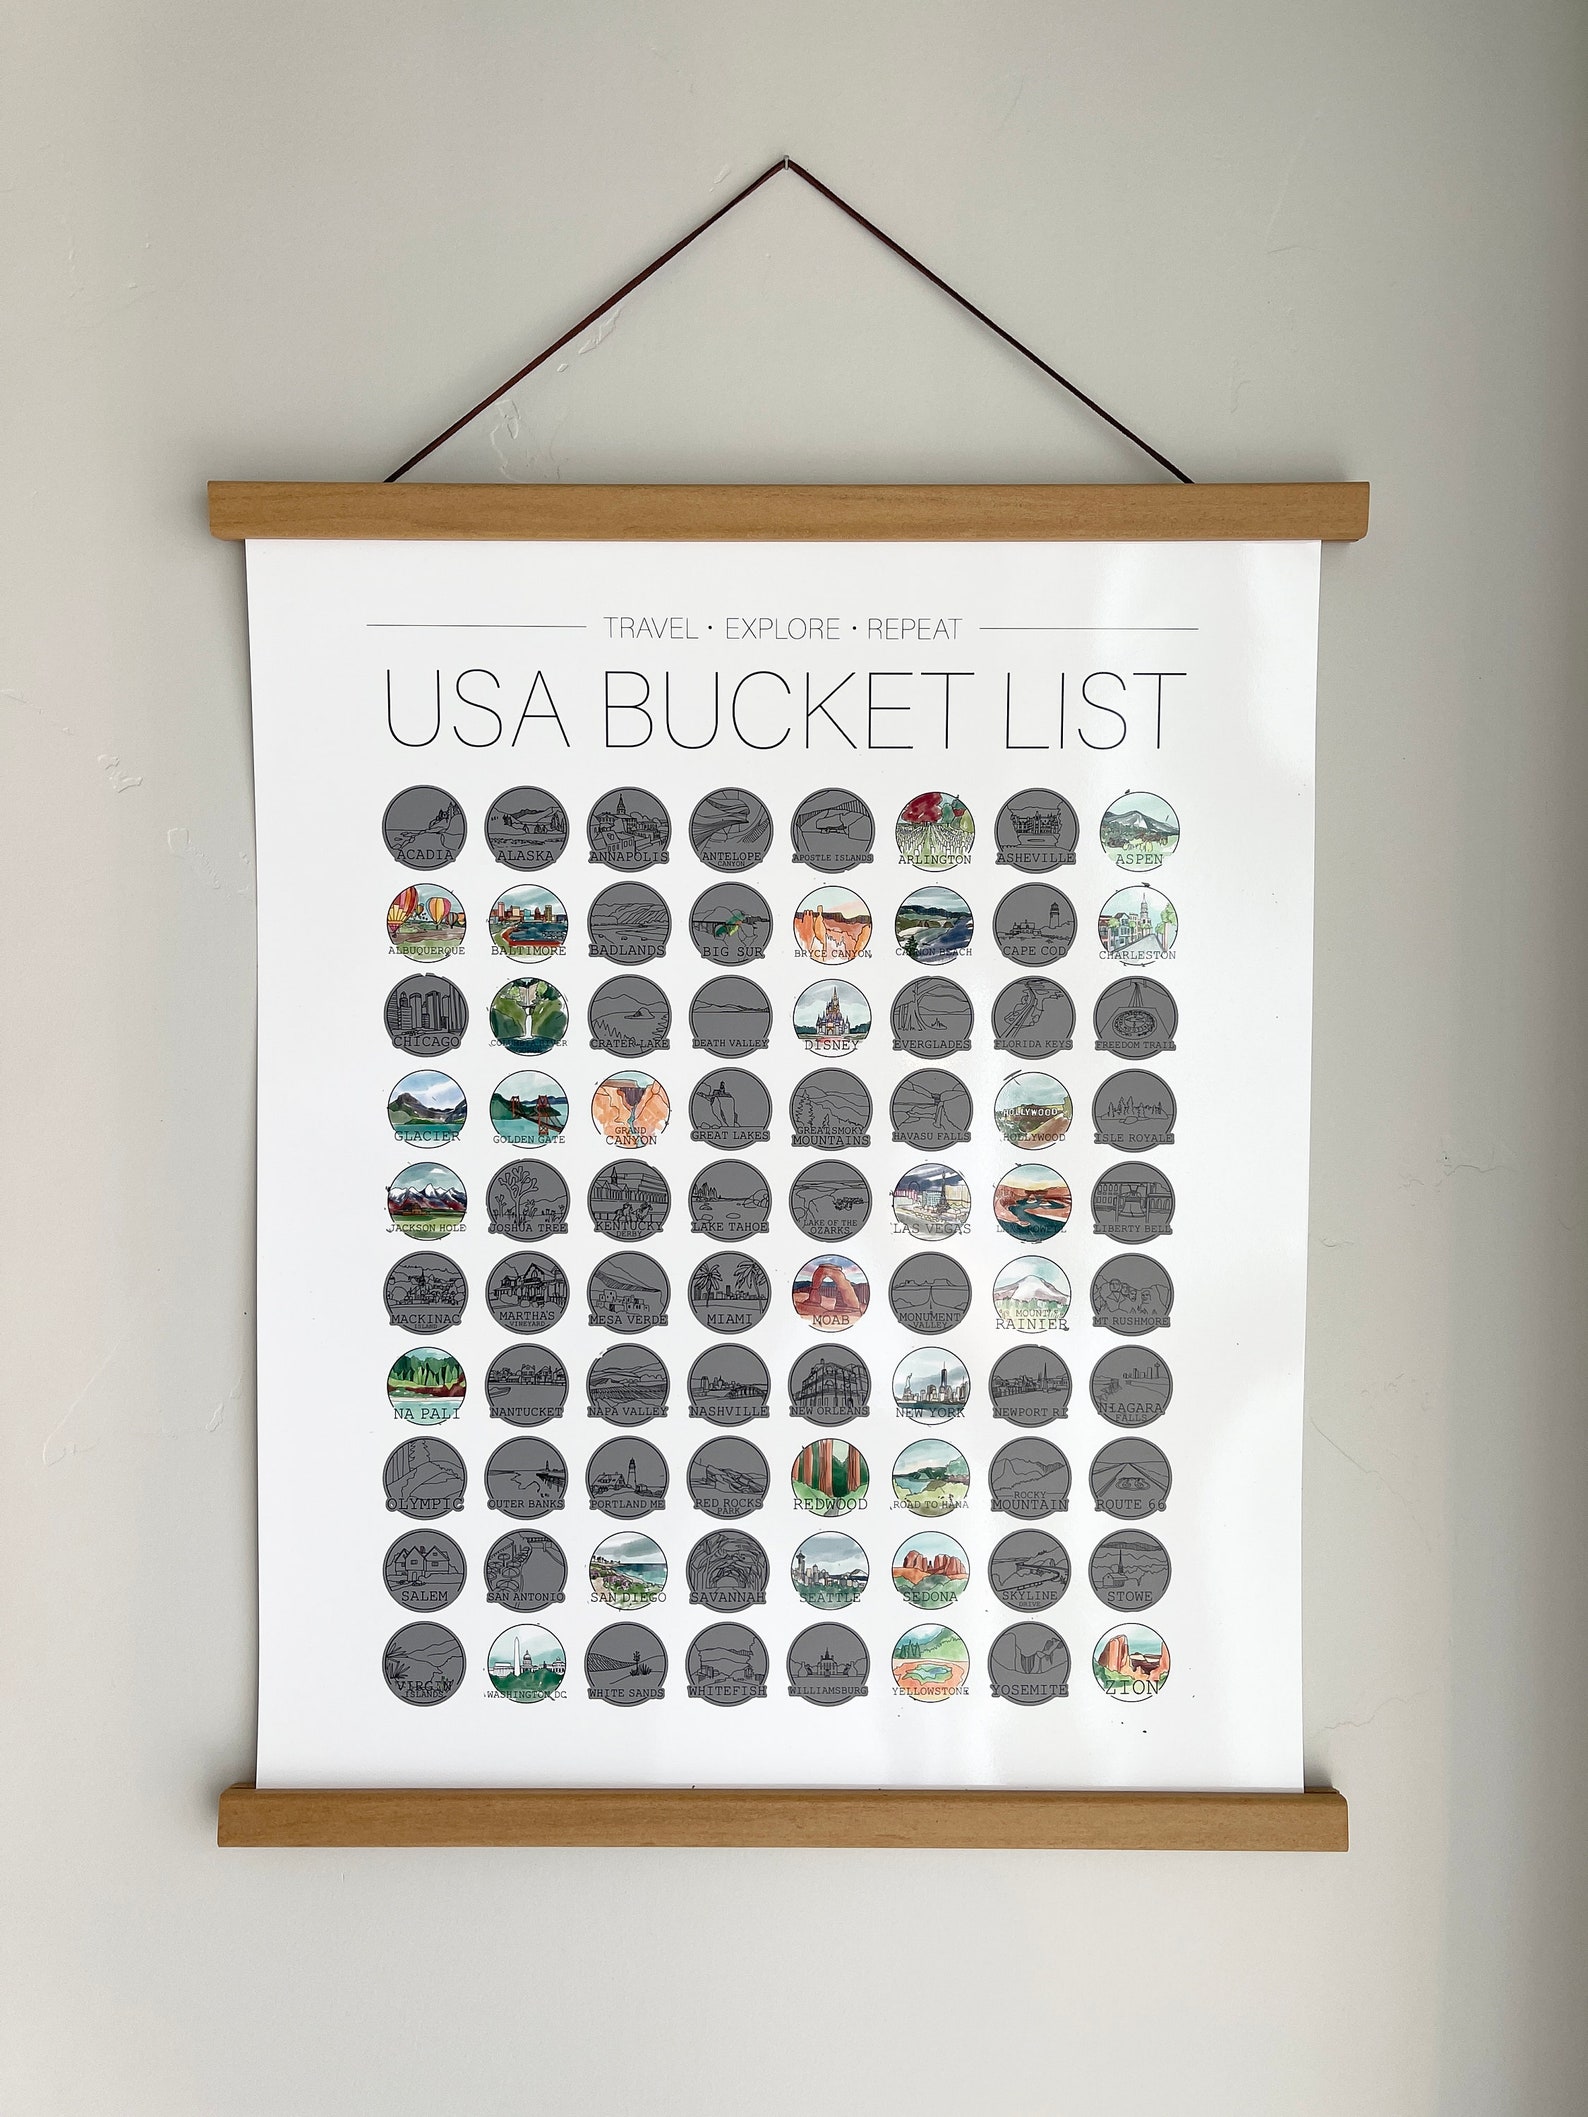 TRAVEL • EXPLORE • REPEAT
USA BUCKET LIST
ACADIA
ALASKA
ANNAPOLIS
ANTELOPE
CANYON
APOSTLE ISLANDS
ARLINGTON
ASHEVILLE
ASPEN
ALBUQUERQUE
BALTIMORE
BADLANDS
BIG SUR
BRYCE CANYON
CANNON BEACH
CAPE COD
CHARLESTON
CHICAGO
COLUMBIA RIVER
CRATER LAKE
DEATH VALLEY
DISNEY
EVERGLADES
FLORIDA KEYS
FREEDOM TRAIL
GLACIER
GOLDEN GATE
GRAND
CANYON
GREAT LAKES
GREAT SMOKY
MOUNTAINS
HAVASU FALLS
HOLLYWOOD
HOLLYWOOD
ISLE ROYALE
JACKSON HOLE
JOSHUA TREE
KENTUCKY
DERBY
LAKE TAHOE
LAKE OF THE
OZARKS
LAS VEGAS
LAKE POWELL
LIBERTY BELL
MACKINAC
ISLAND
MARTHA'S
VINEYARD
MESA VERDE
MIAMI
MOAB
MONUMENT
VALLEY
MOUNT
RAINIER
MT RUSHMORE
NA PALI
NANTUCKET
NAPA VALLEY
NASHVILLE
NEW ORLEANS
NEW YORK
NEWPORT RI
NIAGARA
FALLS
OLYMPIC
OUTER BANKS
PORTLAND ME
RED ROCKS
PARK
REDWOOD
ROAD TO HANA
ROCKY
MOUNTAIN
ROUTE 66
SALEM
SAN ANTONIO
SAN DIEGO
SAVANNAH
SEATTLE
SEDONA
SKYLINE
DRIVE
STOWE
VIRGIN
ISLANDS
WASHINGTON DC
WHITE SANDS
WHITEFISH
WILLIAMSBURG
YELLOWSTONE
YOSEMITE
ZION